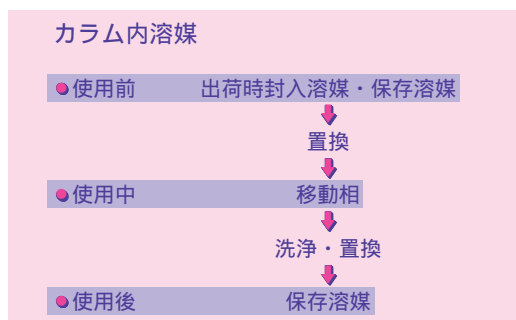 カラム内溶媒
●使用前 出荷時封入溶媒・保存溶媒
置換
●使用中 移動相
洗浄・置換
●使用後 保存溶媒